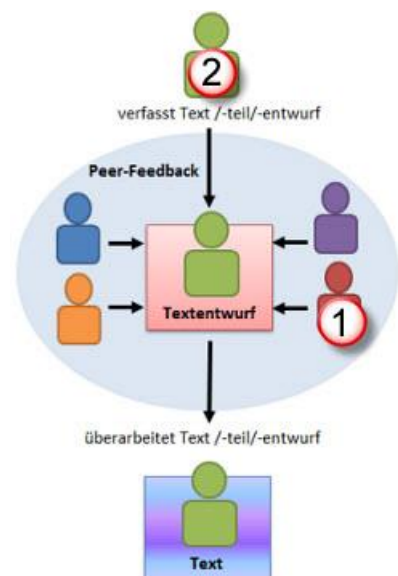 2
verfasst Text /-teil/-entwurf
Peer-Feedback
Textentwurf
1
überarbeitet Text /-teil/-entwurf
Text